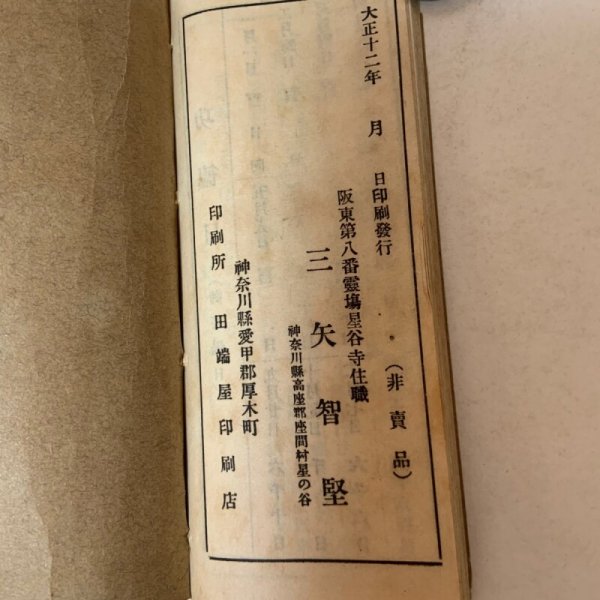 大正十二年 月 日印刷發行 (非賣品)
阪東第八番靈場星谷寺住職
三矢智堅
神奈川縣高座郡座間村星の谷
神奈川縣愛甲郡厚木町
印刷所 田端屋印刷店